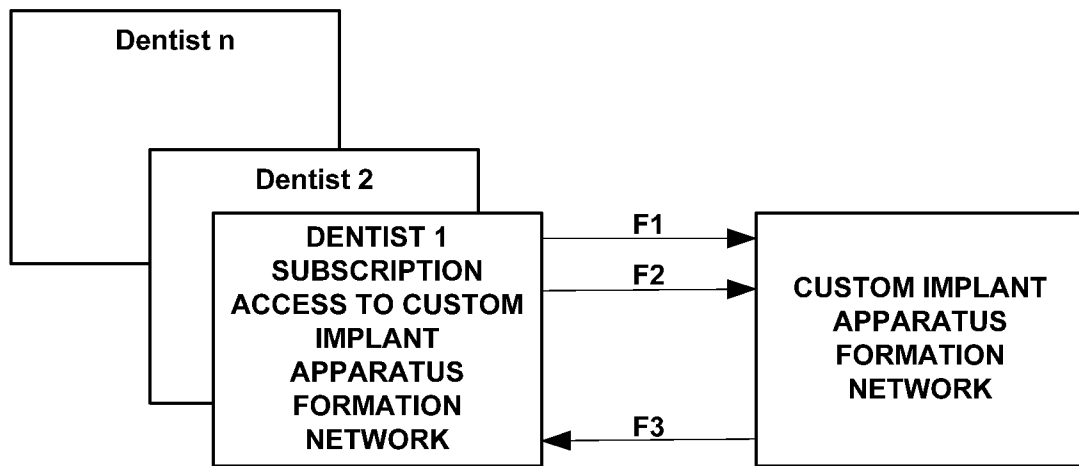 Dentist n
Dentist 2
DENTIST 1
SUBSCRIPTION
ACCESS TO CUSTOM
IMPLANT
APPARATUS
FORMATION
NETWORK
F1
F2
F3
CUSTOM IMPLANT
APPARATUS
FORMATION
NETWORK